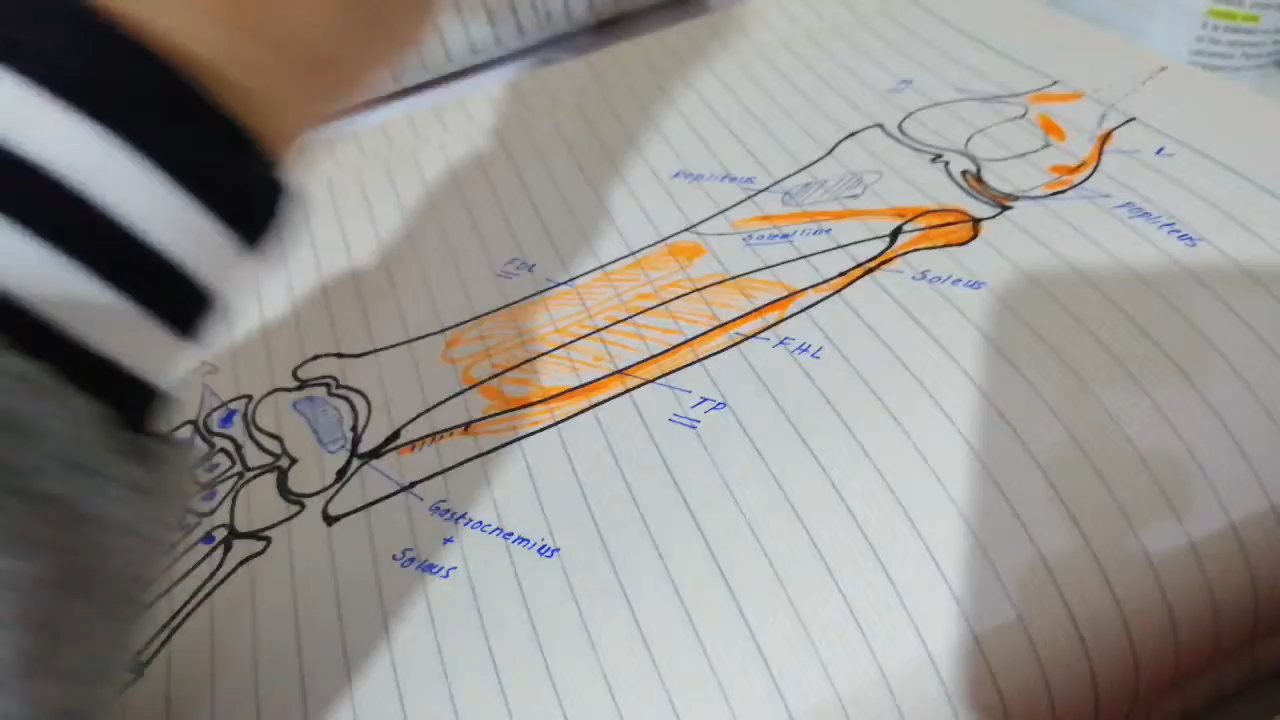 L
popliteus
popliteus
Soleal line
Soleus
FDL
FHL
TP
Gastrocnemius
+
Soleus